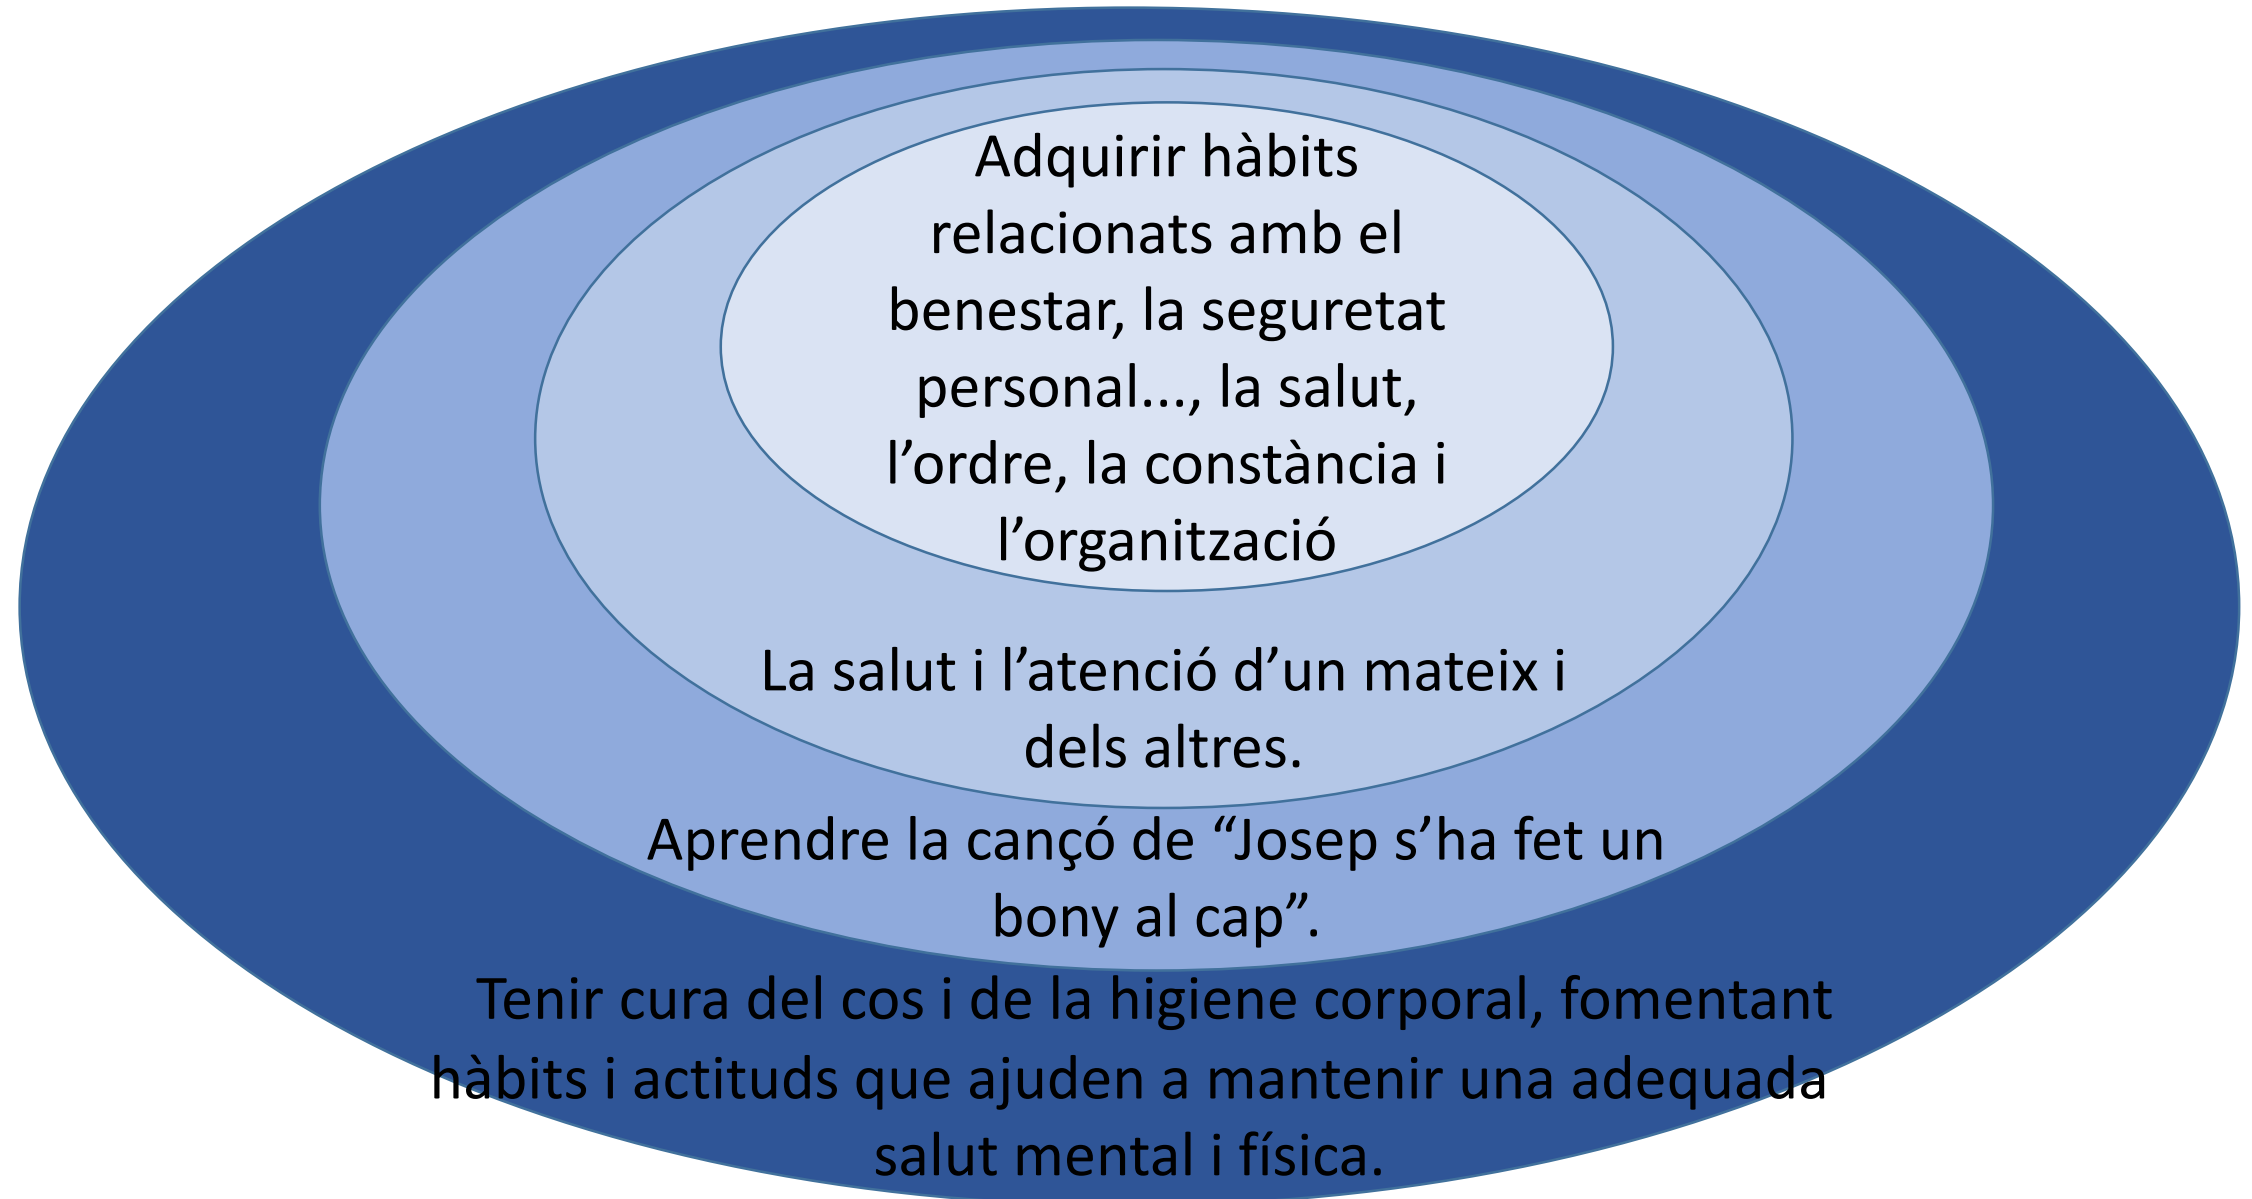 Adquirir hàbits
relacionats amb el
benestar, la seguretat
personal..., la salut,
l’ordre, la constància i
l’organització
La salut i l’atenció d’un mateix i
dels altres.
Aprendre la cançó de “Josep s’ha fet un
bony al cap”.
Tenir cura del cos i de la higiene corporal, fomentant
hàbits i actituds que ajuden a mantenir una adequada
salut mental i física.